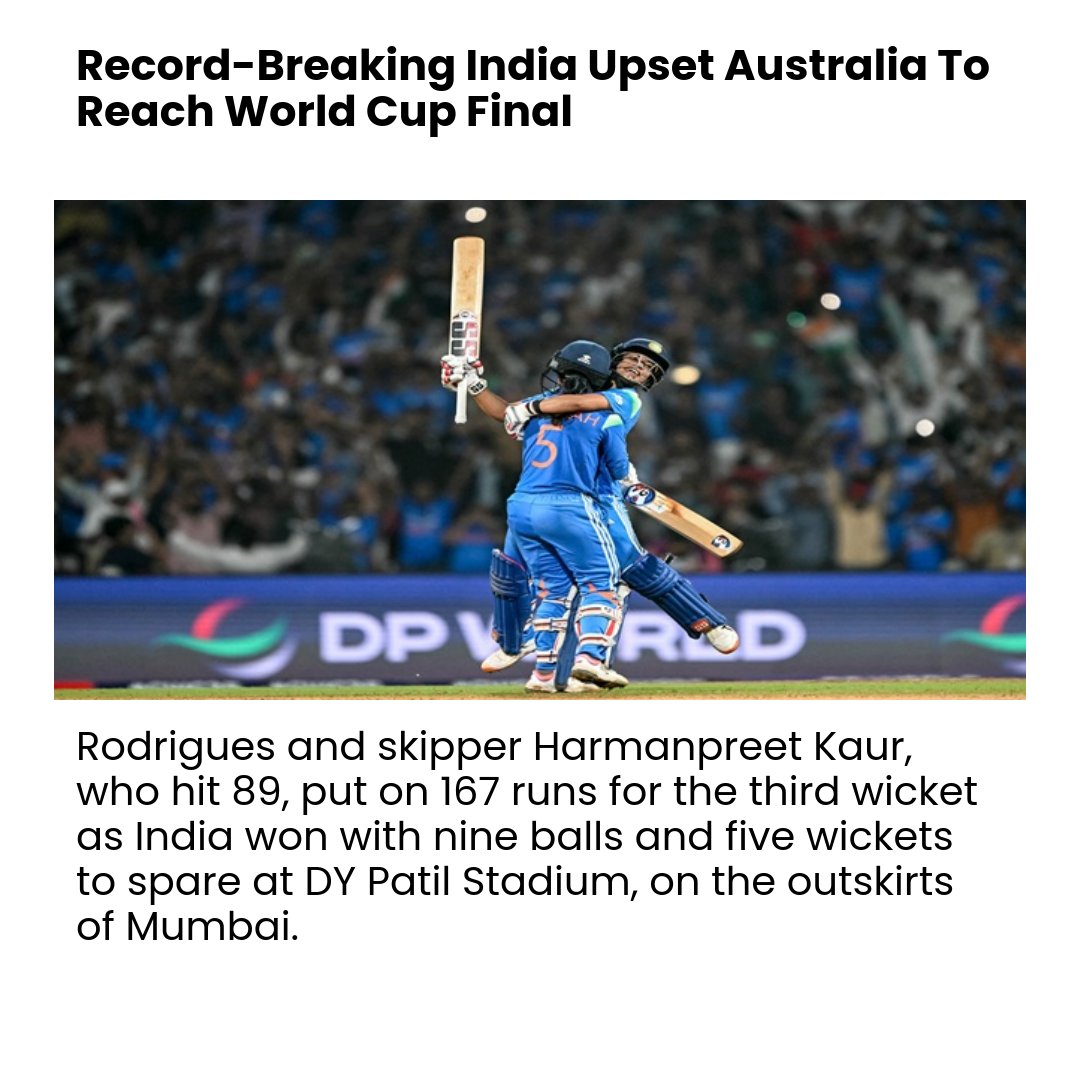 Record-Breaking India Upset Australia To
Reach World Cup Final
5
DP WORLD
Rodrigues and skipper Harmanpreet Kaur,
who hit 89, put on 167 runs for the third wicket
as India won with nine balls and five wickets
to spare at DY Patil Stadium, on the outskirts
of Mumbai.